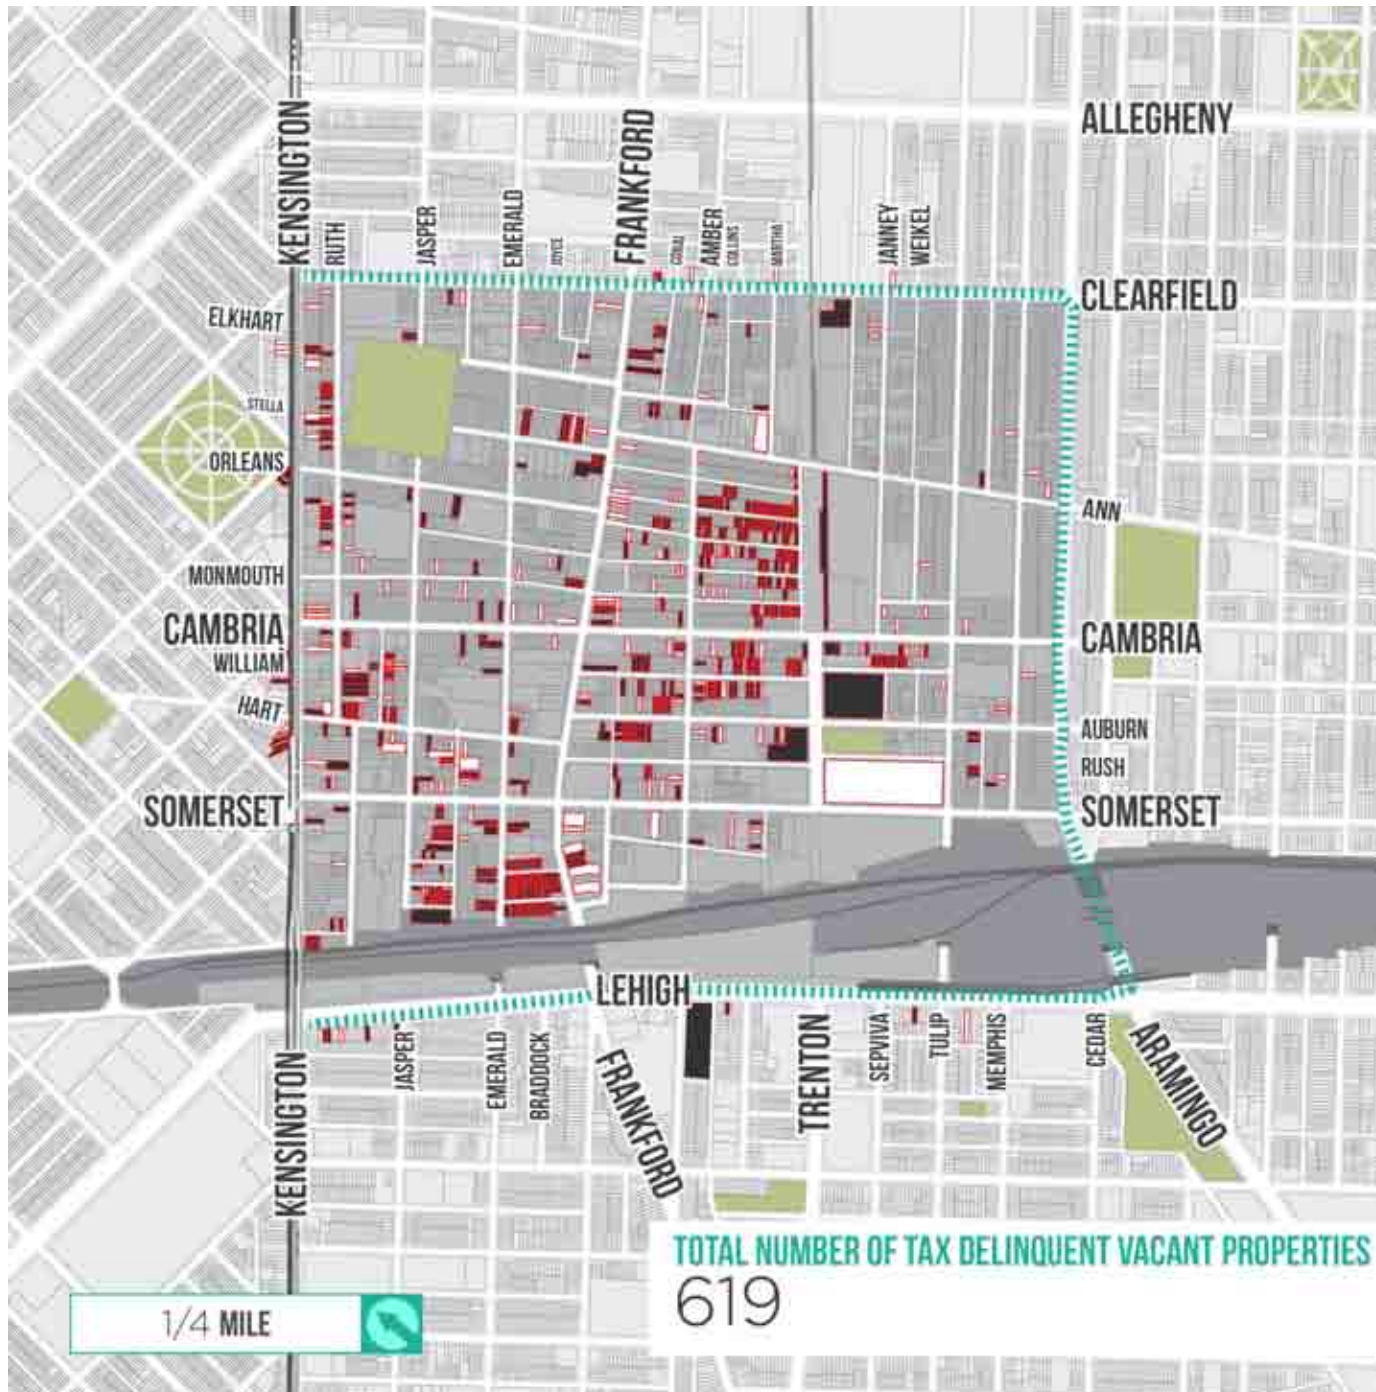 ALLEGHENY
KENSINGTON
RUTH
JASPER
EMERALD
JOYCE
FRANKFORD
CORAL
AMBER
COLLINS
MARTHA
JANNEY
WEIKEL
CLEARFIELD
ELKHART
STELLA
ORLEANS
ANN
MONMOUTH
CAMBRIA
CAMBRIA
WILLIAM
HART
AUBURN
RUSH
SOMERSET
SOMERSET
LEHIGH
KENSINGTON
JASPER
EMERALD
BRADDOCK
FRANKFORD
TRENTON
SEPVIVA
TULIP
MEMPHIS
CEDAR
ARAMINGO
TOTAL NUMBER OF TAX DELINQUENT VACANT PROPERTIES
619
1/4 MILE